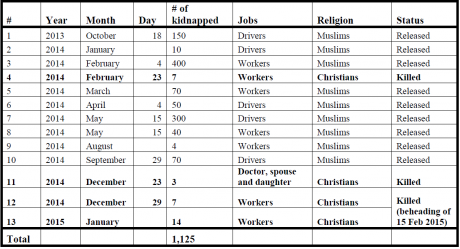 # Year Month Day # of kidnapped Jobs Religion Status
1 2013 October 18 150 Drivers Muslims Released
2 2014 January 10 Drivers Muslims Released
3 2014 February 4 400 Workers Muslims Released
4 2014 February 23 7 Workers Christians Killed
5 2014 March 70 Workers Muslims Released
6 2014 April 4 50 Drivers Muslims Released
7 2014 May 15 300 Drivers Muslims Released
8 2014 May 15 40 Workers Muslims Released
9 2014 August 4 Workers Muslims Released
10 2014 September 29 70 Drivers Muslims Released
11 2014 December 23 3 Doctor, spouse and daughter Christians Killed
12 2014 December 29 7 Workers Christians Killed (beheading of 15 Feb 2015)
13 2015 January 14 Workers Christians
Total 1,125